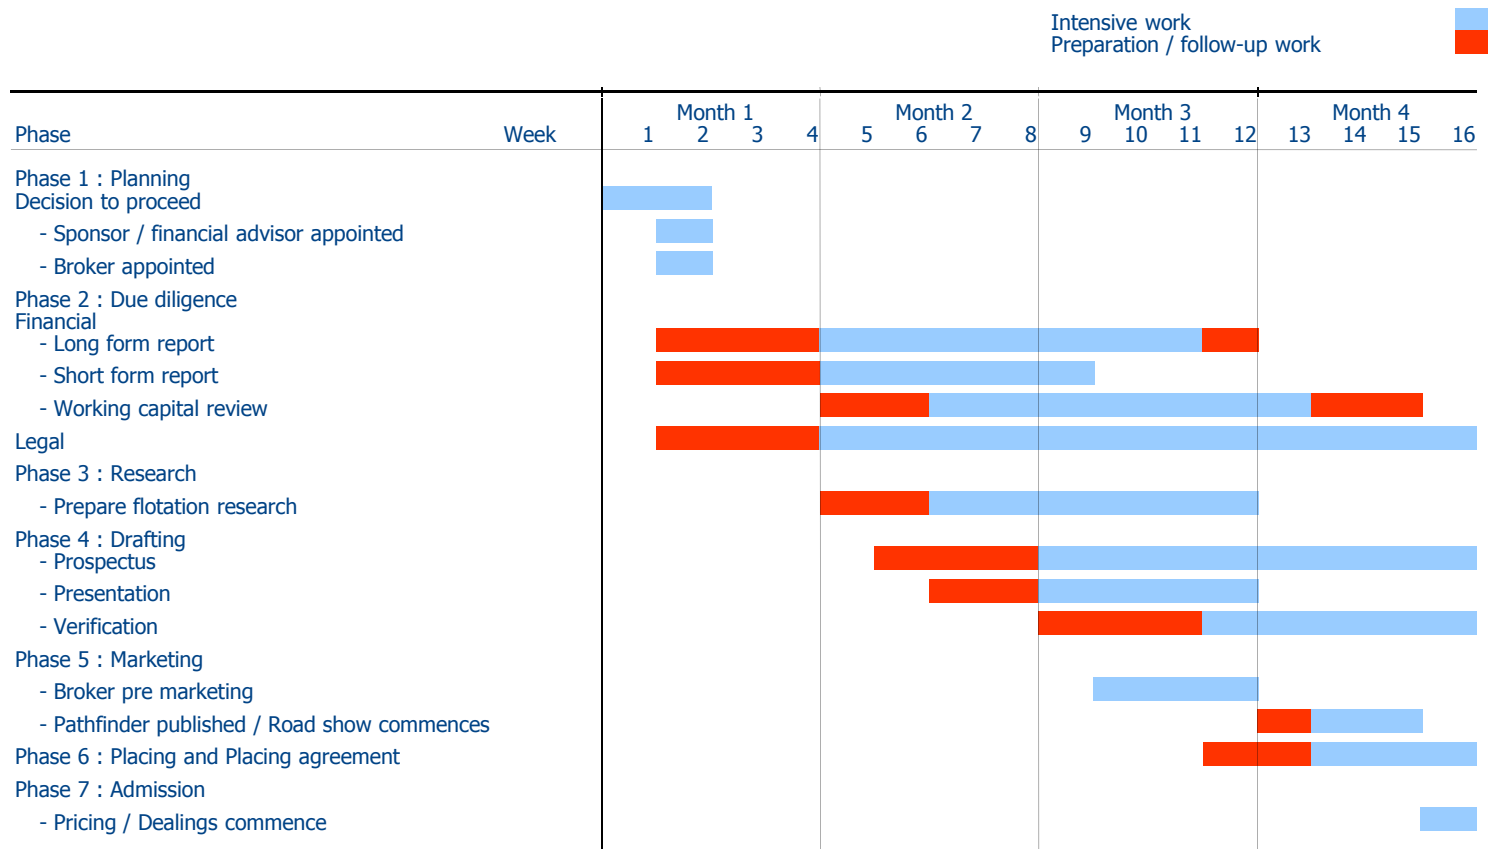 Intensive work
Preparation / follow-up work
Month 1 Month 2 Month 3 Month 4
Phase Week 1 2 3 4 5 6 7 8 9 10 11 12 13 14 15 16
Phase 1 : Planning
Decision to proceed
- Sponsor / financial advisor appointed
- Broker appointed
Phase 2 : Due diligence
Financial
- Long form report
- Short form report
- Working capital review
Legal
Phase 3 : Research
- Prepare flotation research
Phase 4 : Drafting
- Prospectus
- Presentation
- Verification
Phase 5 : Marketing
- Broker pre marketing
- Pathfinder published / Road show commences
Phase 6 : Placing and Placing agreement
Phase 7 : Admission
- Pricing / Dealings commence